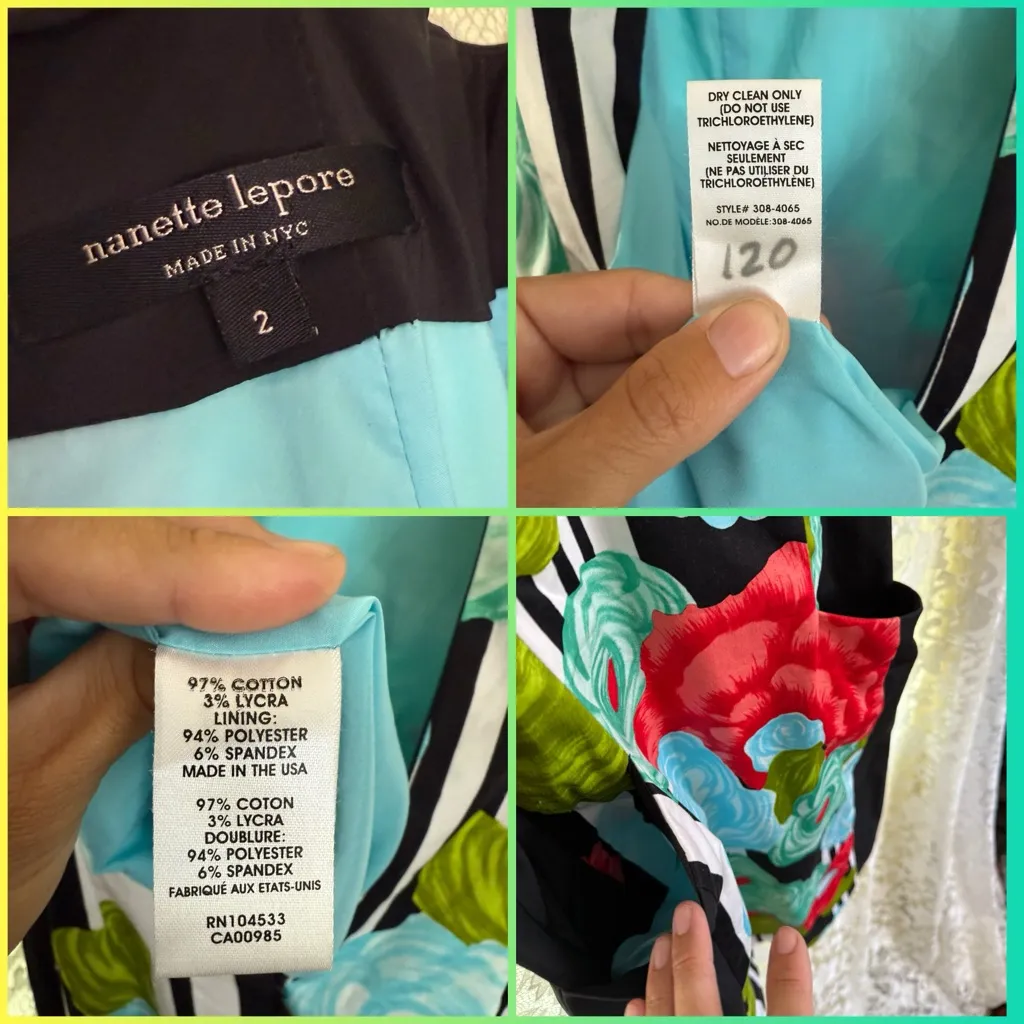 nanette lepore
MADE IN NYC
2
DRY CLEAN ONLY
(DO NOT USE
TRICHLOROETHYLENE)
NETTOYAGE À SEC
SEULEMENT
(NE PAS UTILISER DU
TRICHLOROÉTHYLÈNE)
STYLE# 308-4065
NO.DE MODÈLE:308-4065
120
97% COTTON
3% LYCRA
LINING:
94% POLYESTER
6% SPANDEX
MADE IN THE USA
97% COTON
3% LYCRA
DOUBLURE:
94% POLYESTER
6% SPANDEX
FABRIQUÉ AUX ETATS-UNIS
RN104533
CA00985